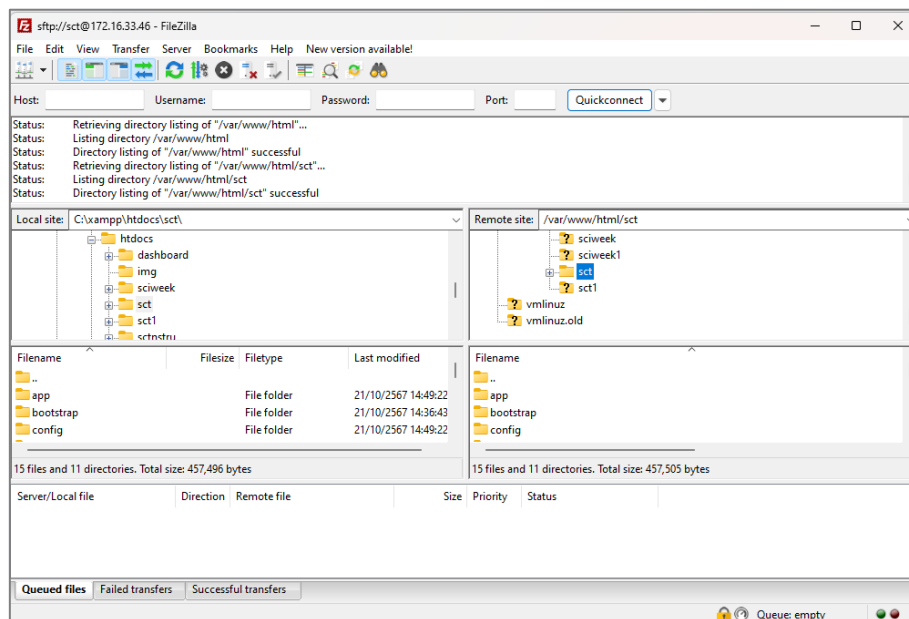 sftp://sct@172.16.33.46 - FileZilla
File Edit View Transfer Server Bookmarks Help New version available!
Host: Username: Password: Port: Quickconnect
Status: Retrieving directory listing of "/var/www/html"...
Status: Listing directory /var/www/html
Status: Directory listing of "/var/www/html" successful
Status: Retrieving directory listing of "/var/www/html/sct"...
Status: Listing directory /var/www/html/sct
Status: Directory listing of "/var/www/html/sct" successful
Local site: C:\xampp\htdocs\sct\
htdocs
dashboard
img
sciweek
sct
sct1
sctnstru
Remote site: /var/www/html/sct
sciweek
sciweek1
sct
sct1
vmlinuz
vmlinuz.old
Filename Filesize Filetype Last modified
..
app File folder 21/10/2567 14:49:22
bootstrap File folder 21/10/2567 14:36:43
config File folder 21/10/2567 14:49:22
15 files and 11 directories. Total size: 457,496 bytes
Filename
..
app
bootstrap
config
15 files and 11 directories. Total size: 457,505 bytes
Server/Local file Direction Remote file Size Priority Status
Queued files Failed transfers Successful transfers
Queue: empty